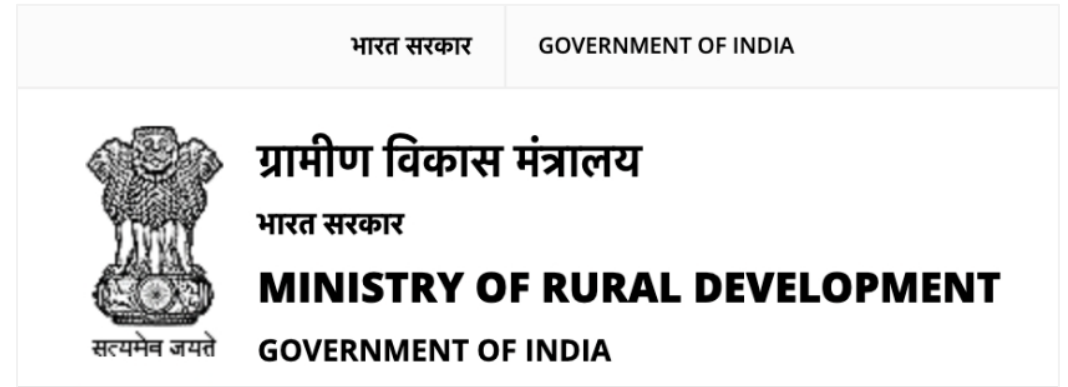 भारत सरकार GOVERNMENT OF INDIA
ग्रामीण विकास मंत्रालय
भारत सरकार
MINISTRY OF RURAL DEVELOPMENT
सत्यमेव जयते
GOVERNMENT OF INDIA